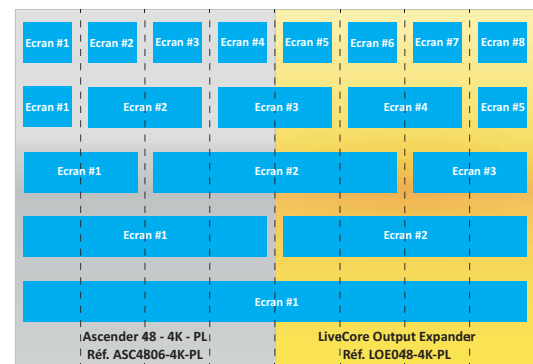 Ecran #1 Ecran #2 Ecran #3 Ecran #4 Ecran #5 Ecran #6 Ecran #7 Ecran #8
Ecran #1 Ecran #2 Ecran #3 Ecran #4 Ecran #5
Ecran #1 Ecran #2 Ecran #3
Ecran #1 Ecran #2
Ecran #1
Ascender 48 - 4K - PL
Réf. ASC4806-4K-PL
LiveCore Output Expander
Réf. LOE048-4K-PL